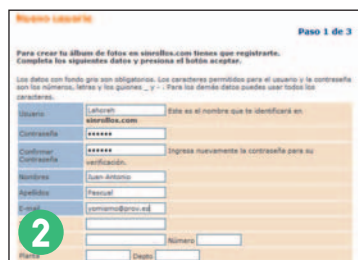 Nuevo usuario
Paso 1 de 3
Para crear tu álbum de fotos en sinrollos.com tienes que registrarte.
Completa los siguientes datos y presiona el botón aceptar.
Los datos con fondo gris son obligatorios. Los caracteres permitidos para el usuario y la contraseña
son los números, letras y los guiones _ y - . Para los demás datos puedes usar todos los
caracteres.
Usuario Lahoreh Este es el nombre que te identificará en
sinrollos.com
Contraseña ******
Confirmar ****** Ingresa nuevamente la contraseña para su
Contraseña verificación.
Nombres Juan Antonio
Apellidos Pascual
E-mail yomismo@prov.es
2
Número
Planta Depto